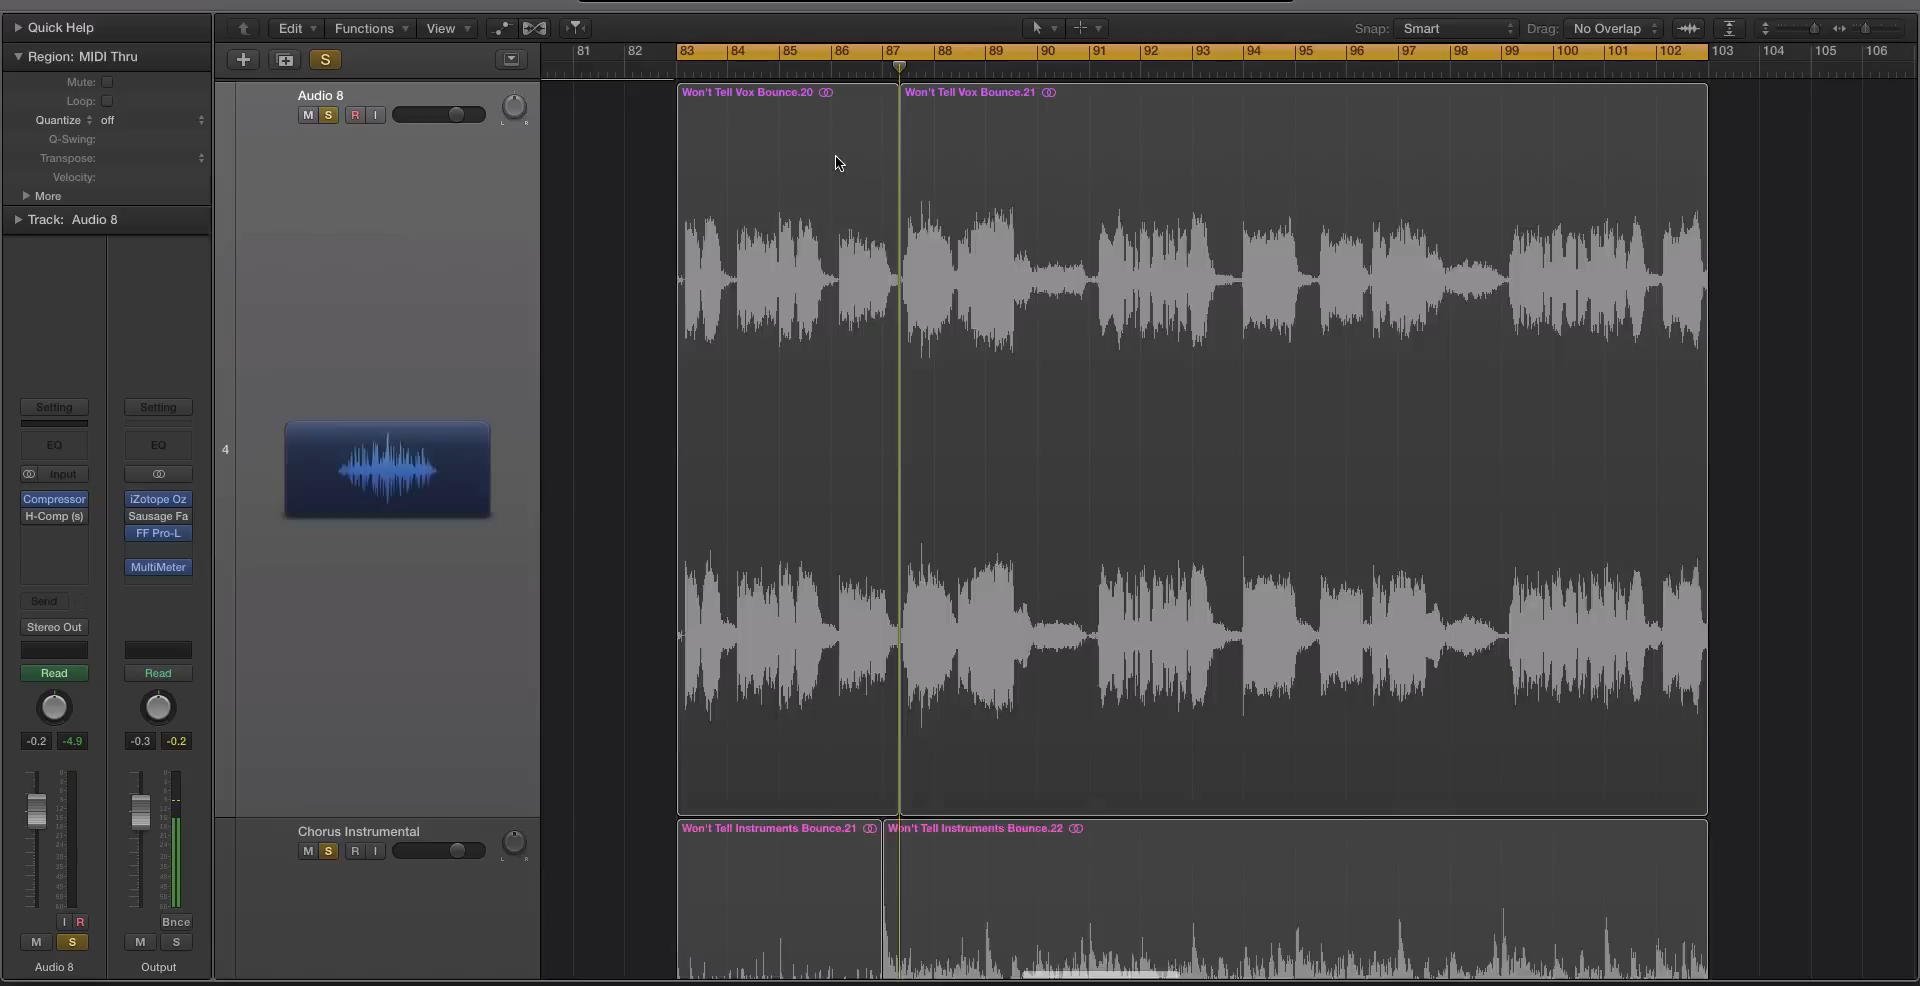 Quick Help
Edit Functions View
Snap: Smart Drag: No Overlap
Region: MIDI Thru
S
81 82 83 84 85 86 87 88 89 90 91 92 93 94 95 96 97 98 99 100 101 102 103 104 105 106
Mute:
Loop:
Quantize off
Q-Swing:
Transpose:
Velocity:
More
Track: Audio 8
Audio 8
M S R I
L R
Won't Tell Vox Bounce.20
Won't Tell Vox Bounce.21
4
Setting Setting
EQ EQ
Input
Compressor iZotope Oz
H-Comp (s) Sausage Fa
FF Pro-L
MultiMeter
Send
Stereo Out
Read Read
-0.2 -4.9 -0.3 -0.2
I R Bnce
M S M S
Audio 8 Output
Chorus Instrumental
M S R I
L R
Won't Tell Instruments Bounce.21
Won't Tell Instruments Bounce.22